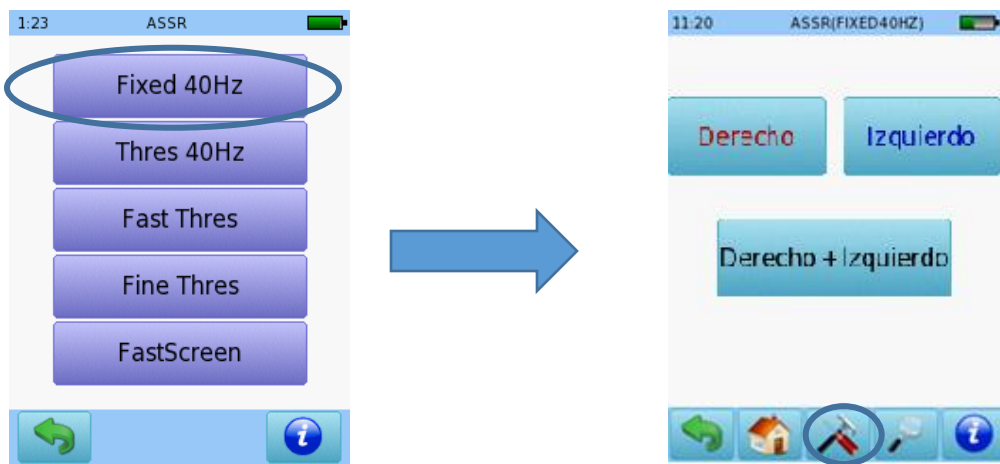 1:23 ASSR
Fixed 40Hz
Thres 40Hz
Fast Thres
Fine Thres
FastScreen
11:20 ASSR(FIXED40HZ)
Derecho Izquierdo
Derecho + Izquierdo